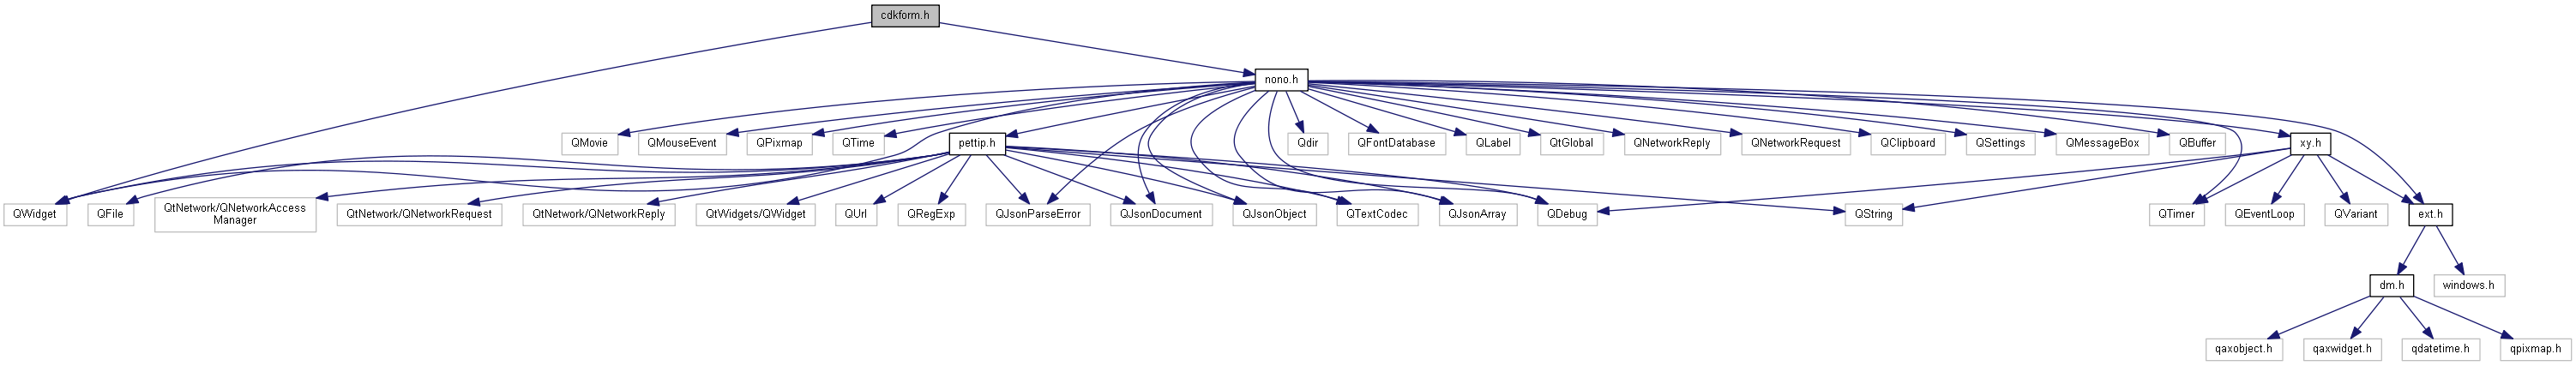 cdkform.h
nono.h
QMovie
QMouseEvent
QPixmap
QTime
pettip.h
Qdir
QFontDatabase
QLabel
QtGlobal
QNetworkReply
QNetworkRequest
QClipboard
QSettings
QMessageBox
QBuffer
xy.h
QWidget
QFile
QtNetwork/QNetworkAccess
Manager
QtNetwork/QNetworkRequest
QtNetwork/QNetworkReply
QtWidgets/QWidget
QUrl
QRegExp
QJsonParseError
QJsonDocument
QJsonObject
QTextCodec
QJsonArray
QDebug
QString
QTimer
QEventLoop
QVariant
ext.h
dm.h
windows.h
qaxobject.h
qaxwidget.h
qdatetime.h
qpixmap.h